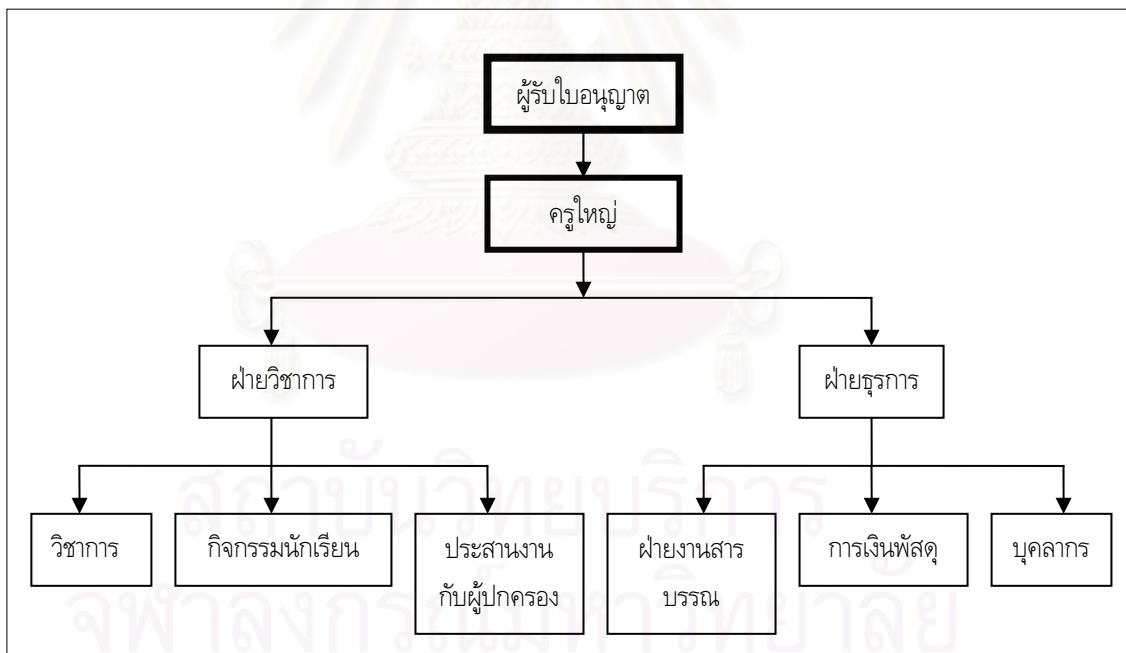 ผู้รับใบอนุญาต
ครูใหญ่
ฝ่ายวิชาการ
ฝ่ายธุรการ
วิชาการ
กิจกรรมนักเรียน
ประสานงาน
กับผู้ปกครอง
ฝ่ายงานสาร
บรรณ
การเงินพัสดุ
บุคลากร
สถาบันวิทยบริการ
จุฬาลงกรณ์มหาวิทยาลัย